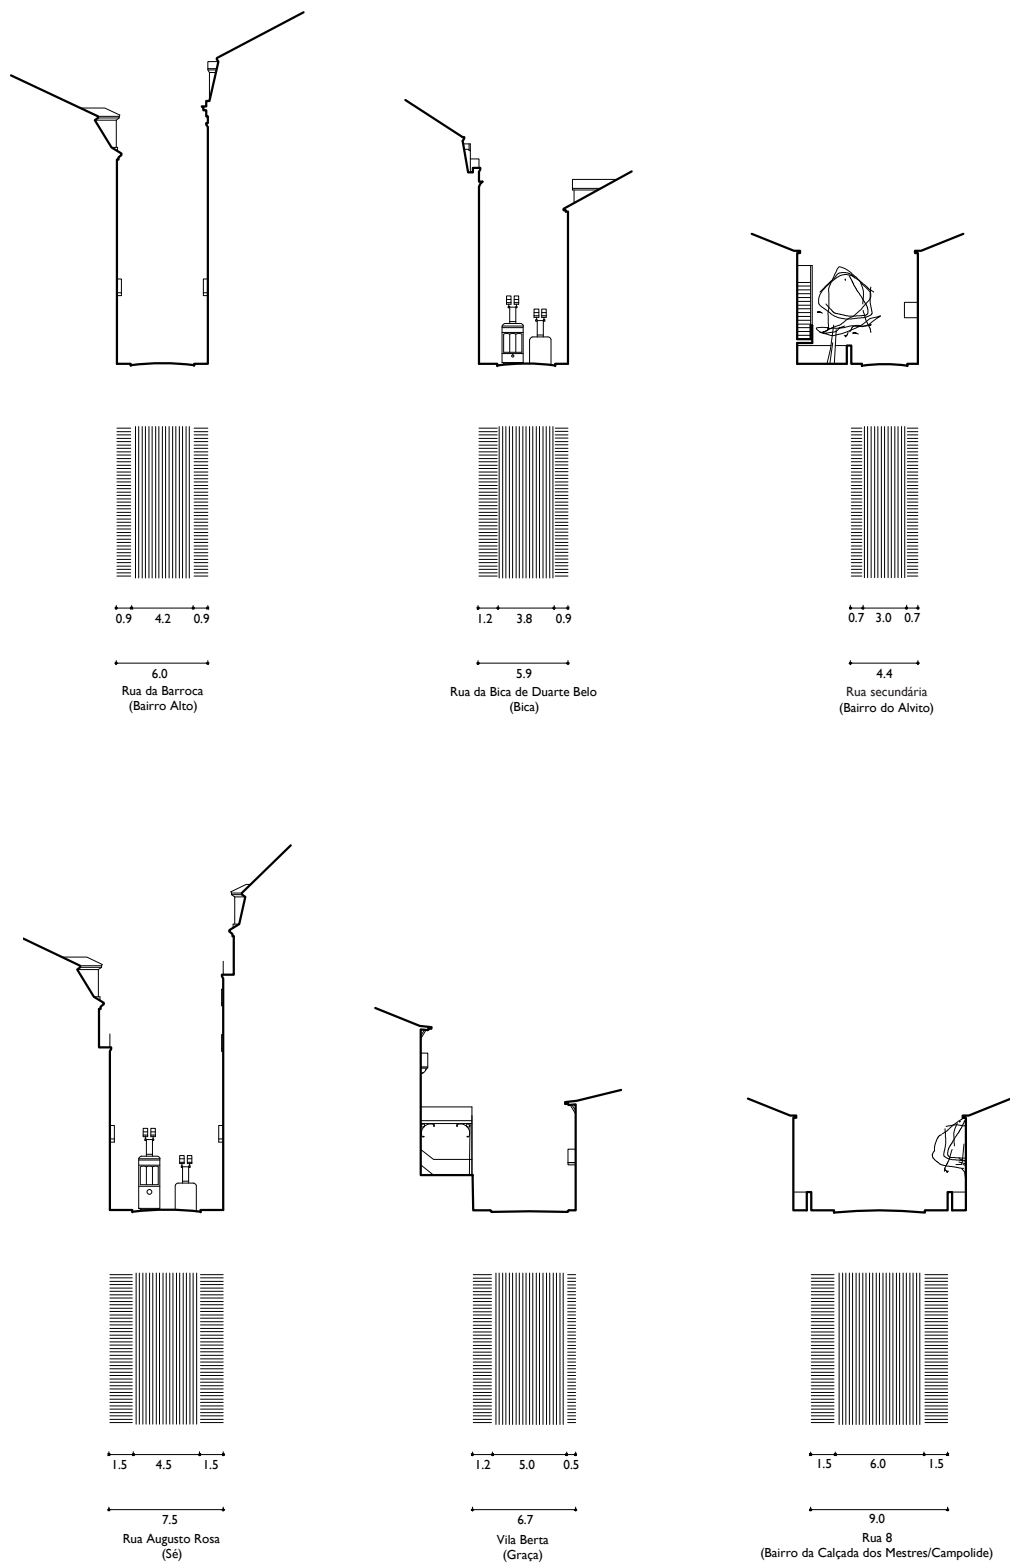 0.9 4.2 0.9
6.0
Rua da Barroca
(Bairro Alto)
1.2 3.8 0.9
5.9
Rua da Bica de Duarte Belo
(Bica)
0.7 3.0 0.7
4.4
Rua secundária
(Bairro do Alvito)
1.5 4.5 1.5
7.5
Rua Augusto Rosa
(Sé)
1.2 5.0 0.5
6.7
Vila Berta
(Graça)
1.5 6.0 1.5
9.0
Rua 8
(Bairro da Calçada dos Mestres/Campolide)